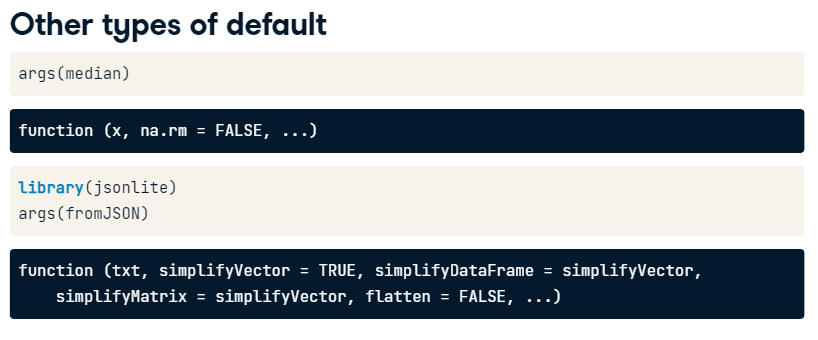 Other types of default
args(median)
function (x, na.rm = FALSE, ...)
library(jsonlite)
args(fromJSON)
function (txt, simplifyVector = TRUE, simplifyDataFrame = simplifyVector,
    simplifyMatrix = simplifyVector, flatten = FALSE, ...)